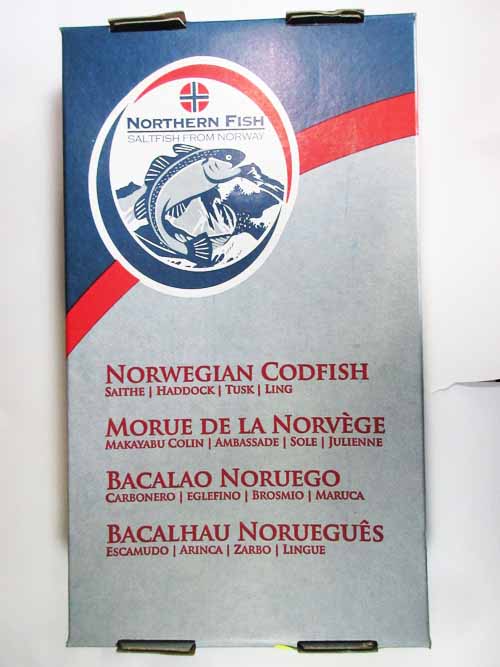 Northern Fish
Saltfish from Norway
Norwegian Codfish
Saithe | Haddock | Tusk | Ling
Morue de la Norvège
Makayabu Colin | Ambassade | Sole | Julienne
Bacalao Noruego
Carbonero | Eglefino | Brosmio | Maruca
Bacalhau Norueguês
Escamudo | Arinca | Zarbo | Lingue